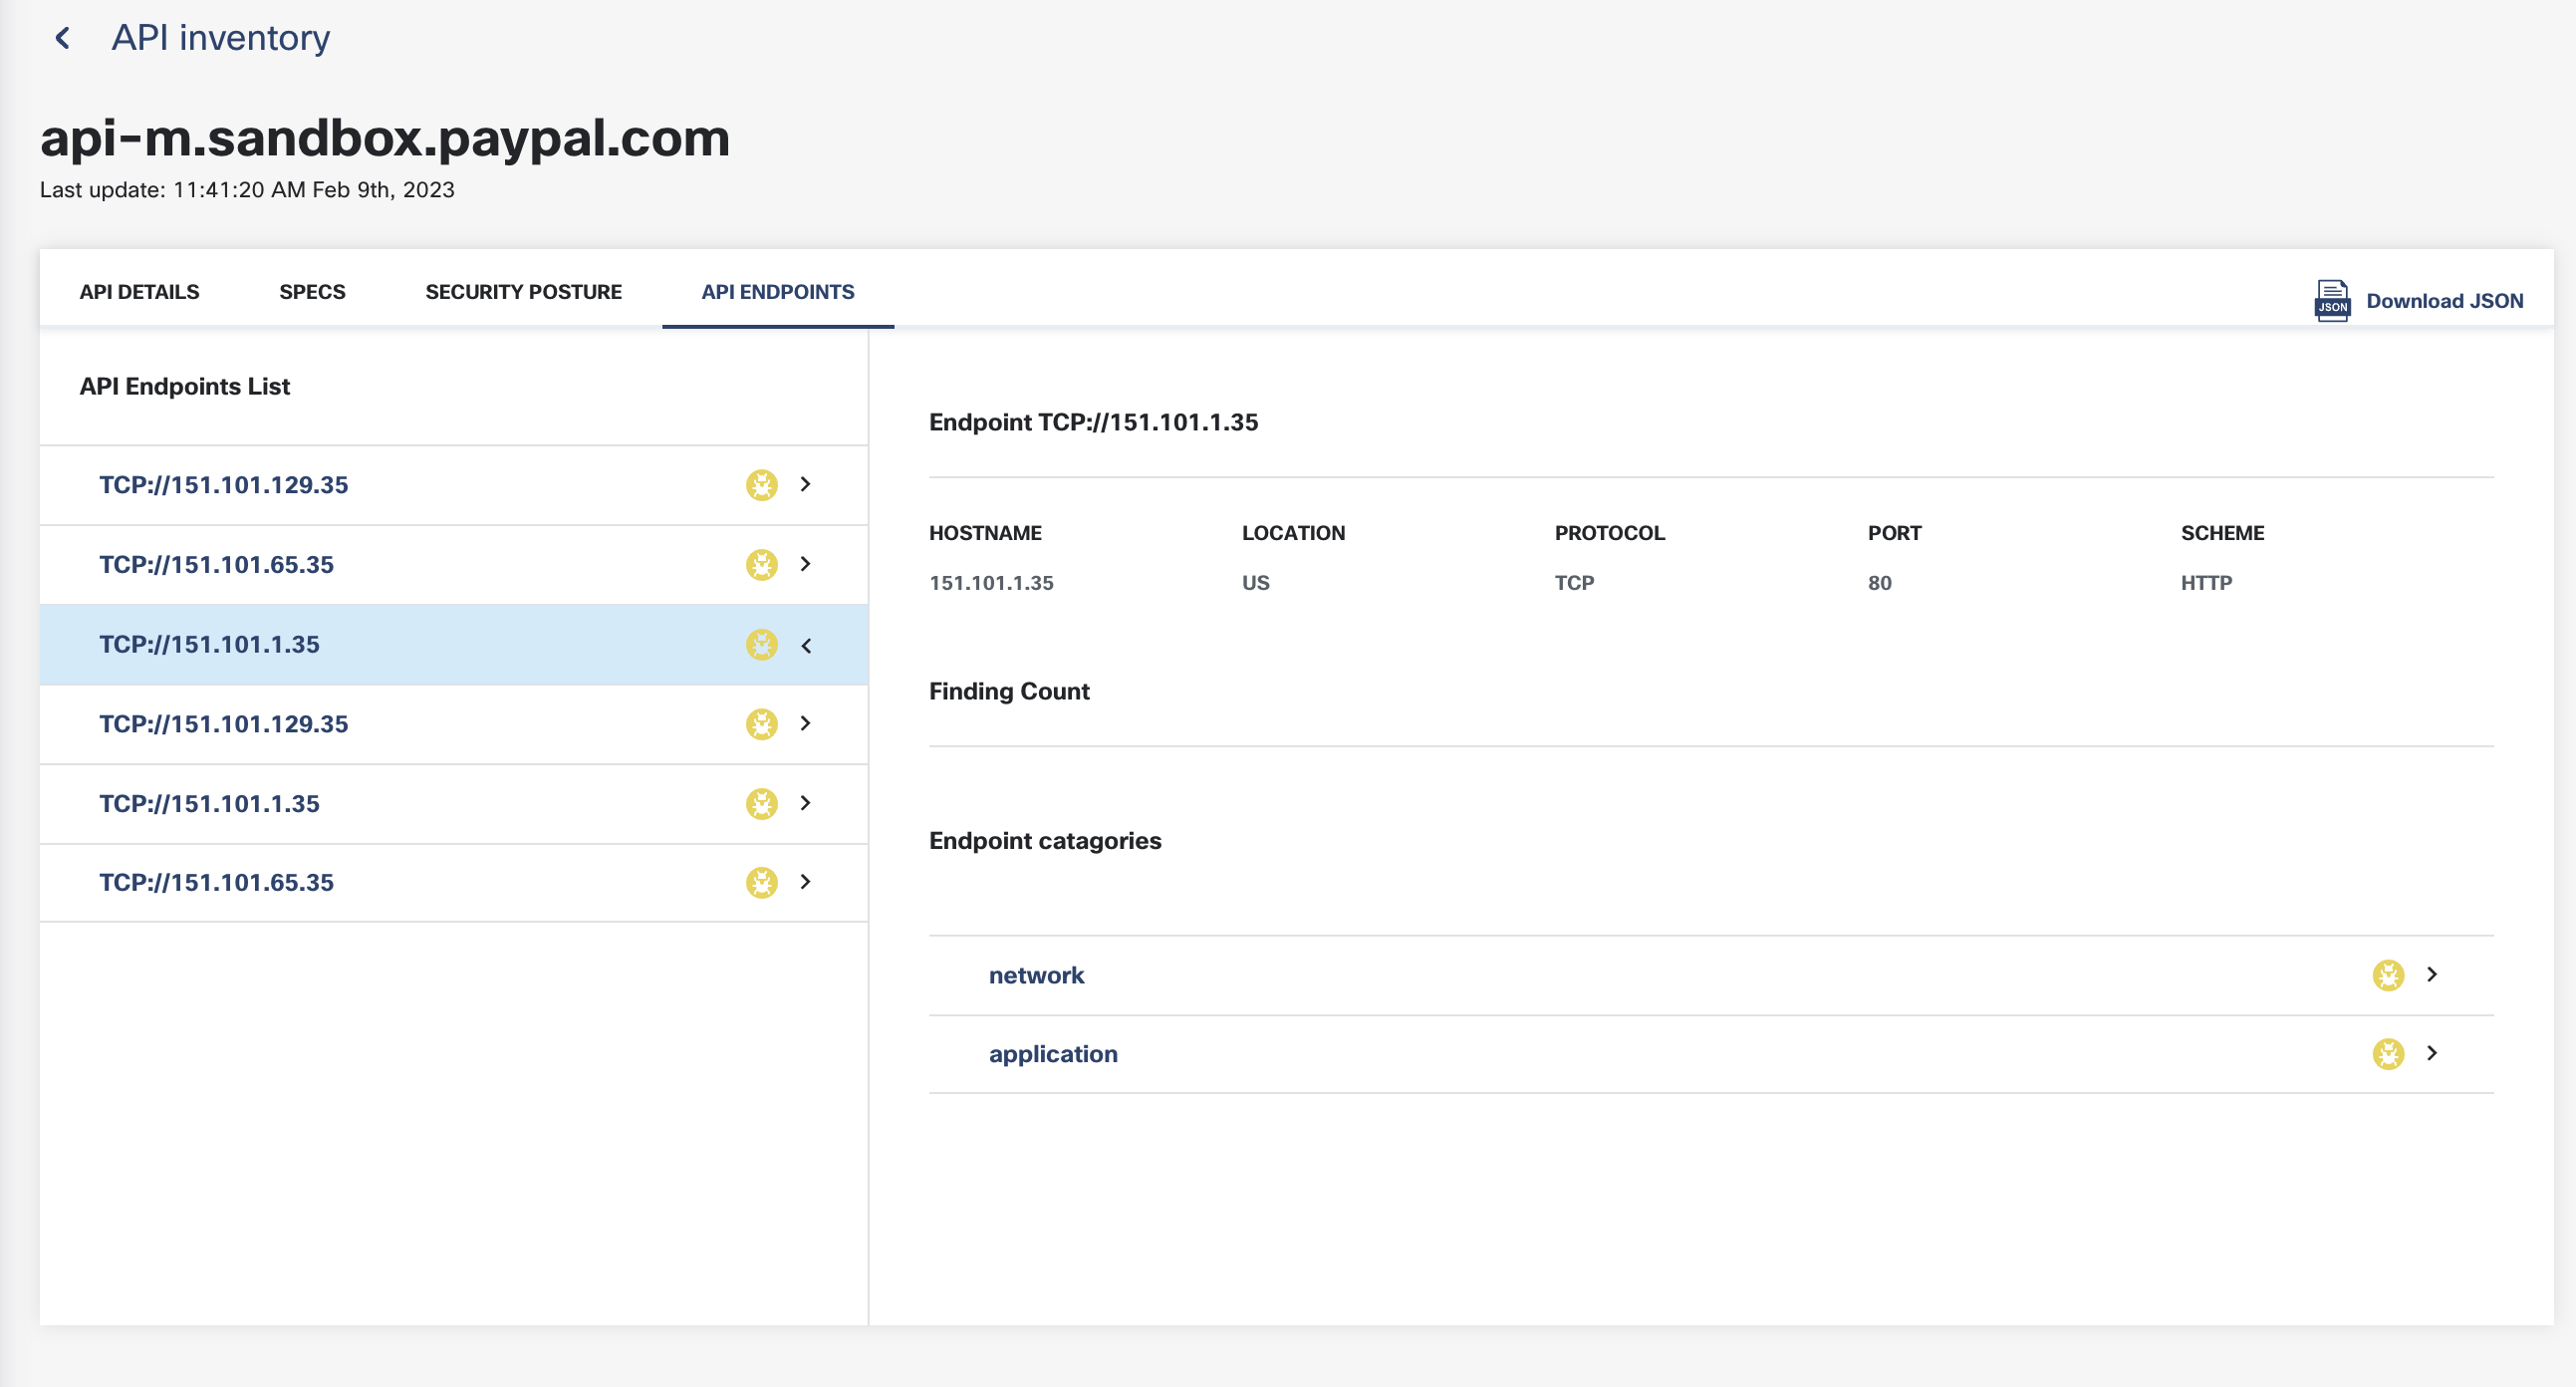 API inventory
api-m.sandbox.paypal.com
Last update: 11:41:20 AM Feb 9th, 2023
API DETAILS SPECS SECURITY POSTURE API ENDPOINTS
JSON Download JSON
API Endpoints List
TCP://151.101.129.35
TCP://151.101.65.35
TCP://151.101.1.35
TCP://151.101.129.35
TCP://151.101.1.35
TCP://151.101.65.35
Endpoint TCP://151.101.1.35
HOSTNAME LOCATION PROTOCOL PORT SCHEME
151.101.1.35 US TCP 80 HTTP
Finding Count
Endpoint catagories
network
application